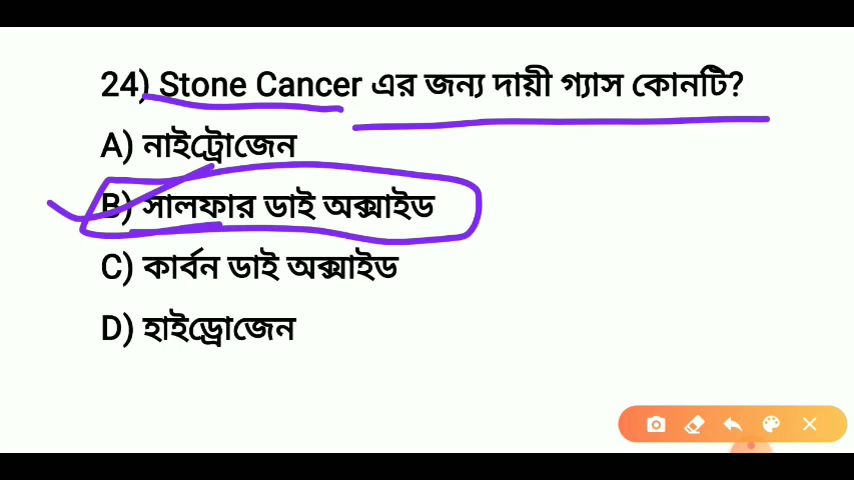 24) Stone Cancer এর জন্য দায়ী গ্যাস কোনটি?
A) নাইট্রোজেন
B) সালফার ডাই অক্সাইড
C) কার্বন ডাই অক্সাইড
D) হাইড্রোজেন